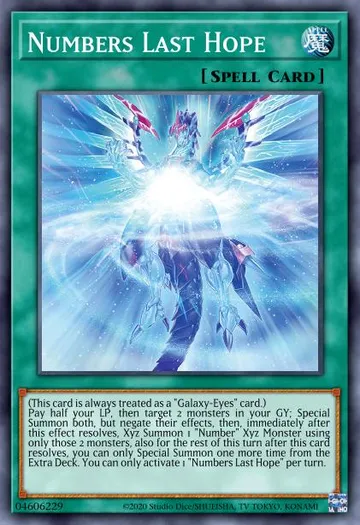 NUMBERS LAST HOPE
SPELL
魔
[SPELL CARD]
(This card is always treated as a "Galaxy-Eyes" card.)
Pay half your LP, then target 2 monsters in your GY; Special
Summon both, but negate their effects, then, immediately after
this effect resolves, Xyz Summon 1 "Number" Xyz Monster using
only those 2 monsters, also for the rest of this turn after this card
resolves, you can only Special Summon one more time from the
Extra Deck. You can only activate 1 "Numbers Last Hope" per turn.
04606229
©2020 Studio Dice/SHUEISHA, TV TOKYO, KONAMI